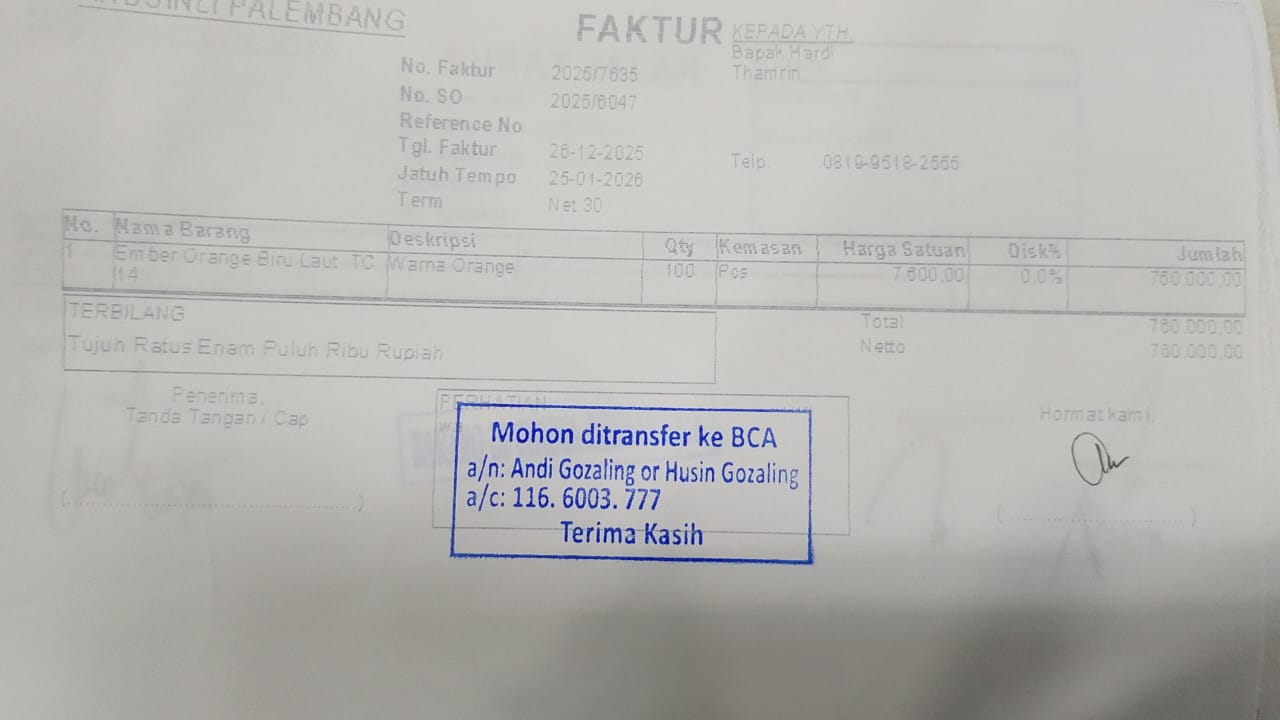 PALEMBANG
FAKTUR
KEPADA YTH.
Bapak Hardi
Thamrin
No. Faktur 2025/7635
No. SO 2025/6047
Reference No
Tgl. Faktur 26-12-2025
Jatuh Tempo 25-01-2026
Term Net 30
Telp. 0819-9518-2555
No. Nama Barang Deskripsi Qty Kemasan Harga Satuan Disk% Jumlah
1 Ember Orange Biru Laut TC Warna Orange 100 Pcs 7.600,00 0,0% 760.000,00
14
TERBILANG
Tujuh Ratus Enam Puluh Ribu Rupiah
Total 760.000,00
Netto 760.000,00
Penerima,
Tanda Tangan / Cap
PERHATIAN
Mohon ditransfer ke BCA
a/n: Andi Gozaling or Husin Gozaling
a/c: 116. 6003. 777
Terima Kasih
Hormat kami,